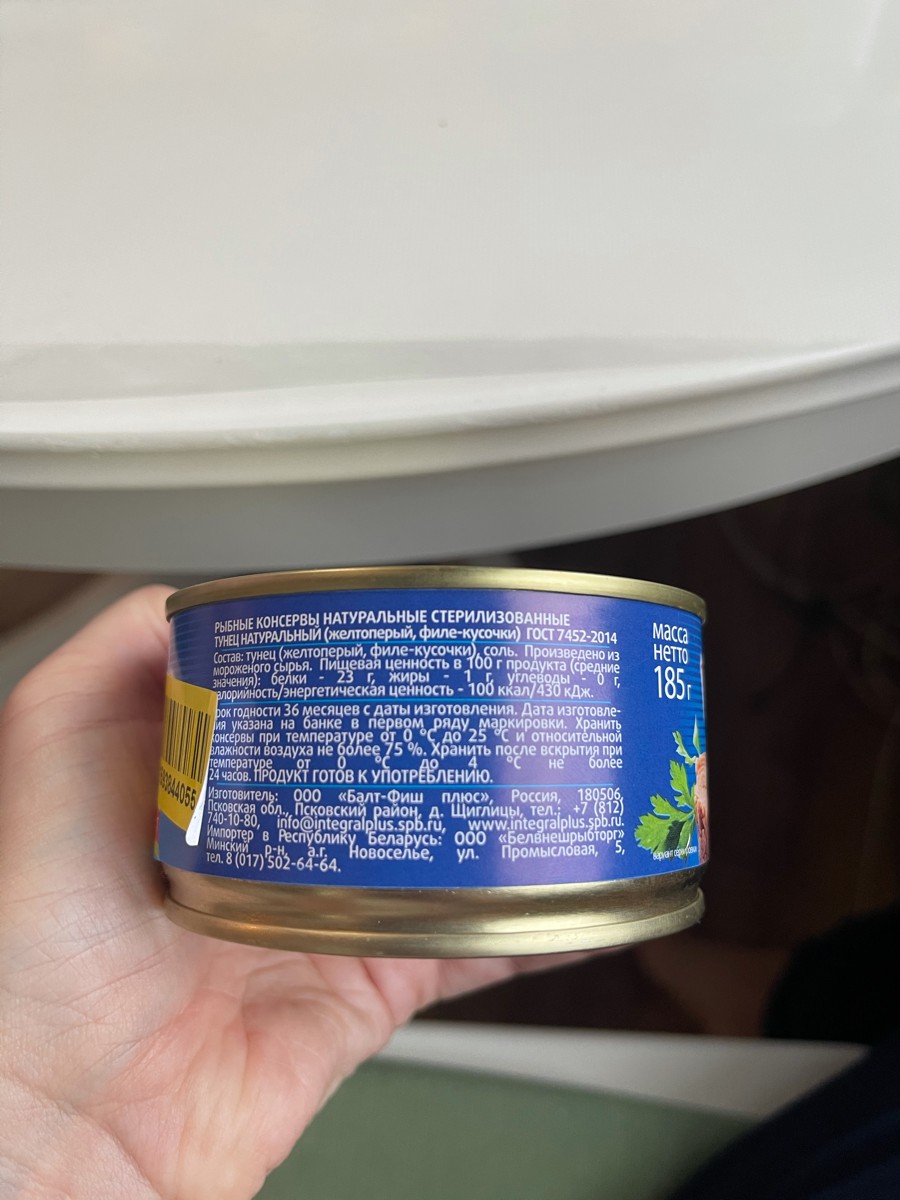 РЫБНЫЕ КОНСЕРВЫ НАТУРАЛЬНЫЕ СТЕРИЛИЗОВАННЫЕ
ТУНЕЦ НАТУРАЛЬНЫЙ (желтоперый, филе-кусочки) ГОСТ 7452-2014
Состав: тунец (желтоперый, филе-кусочки), соль. Произведено из
мороженого сырья. Пищевая ценность в 100 г продукта (средние
значения): белки - 23 г, жиры - 1 г, углеводы - 0 г,
алорийность/энергетическая ценность - 100 ккал/430 кДж.
рок годности 36 месяцев с даты изготовления. Дата изготовле-
ия указана на банке в первом ряду маркировки. Хранить
консервы при температуре от 0 °С до 25 °С и относительной
влажности воздуха не более 75 %. Хранить после вскрытия при
температуре от 0 °С до 4 °С не более
24 часов. ПРОДУКТ ГОТОВ К УПОТРЕБЛЕНИЮ.
Изготовитель: ООО «Балт-Фиш плюс», Россия, 180506,
Псковская обл., Псковский район, д. Щиглицы, тел.: +7 (812)
740-10-80, info@integralplus.spb.ru, www.integralplus.spb.ru.
Импортер в Республику Беларусь: ООО «Белвнешрыбторг»
Минский р-н, а.г. Новоселье, ул. Промысловая, 5,
тел. 8 (017) 502-64-64.
масса
нетто
185 г
вариант сервировки